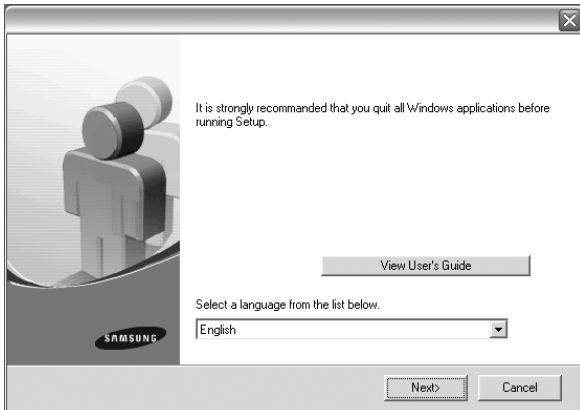 It is strongly recommanded that you quit all Windows applications before
running Setup.
View User's Guide
Select a language from the list below.
English
SAMSUNG
Next>
Cancel